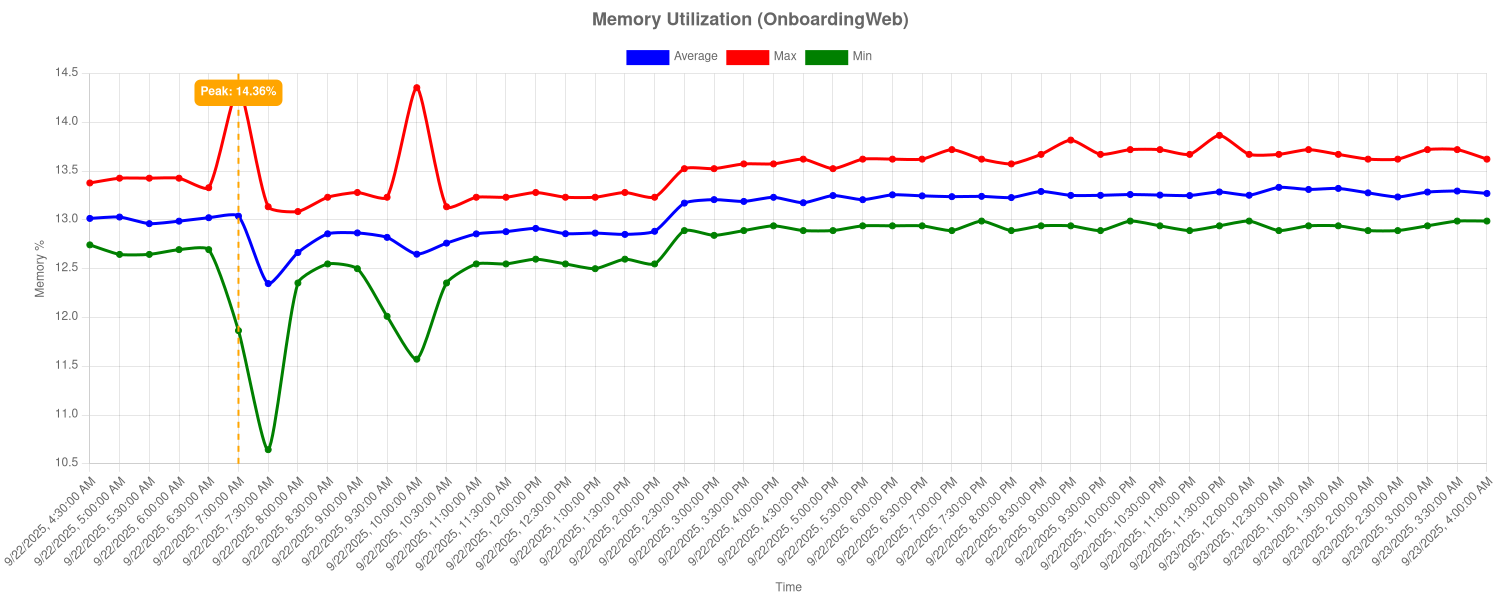 Memory Utilization (OnboardingWeb)
Average Max Min
14.5
Peak: 14.36%
14.0
13.5
13.0
12.5
12.0
11.5
11.0
10.5
Memory %
9/22/2025, 4:30:00 AM
9/22/2025, 5:00:00 AM
9/22/2025, 5:30:00 AM
9/22/2025, 6:00:00 AM
9/22/2025, 6:30:00 AM
9/22/2025, 7:00:00 AM
9/22/2025, 7:30:00 AM
9/22/2025, 8:00:00 AM
9/22/2025, 8:30:00 AM
9/22/2025, 9:00:00 AM
9/22/2025, 9:30:00 AM
9/22/2025, 10:00:00 AM
9/22/2025, 10:30:00 AM
9/22/2025, 11:00:00 AM
9/22/2025, 11:30:00 AM
9/22/2025, 12:00:00 PM
9/22/2025, 12:30:00 PM
9/22/2025, 1:00:00 PM
9/22/2025, 1:30:00 PM
9/22/2025, 2:00:00 PM
9/22/2025, 2:30:00 PM
9/22/2025, 3:00:00 PM
9/22/2025, 3:30:00 PM
9/22/2025, 4:00:00 PM
9/22/2025, 4:30:00 PM
9/22/2025, 5:00:00 PM
9/22/2025, 5:30:00 PM
9/22/2025, 6:00:00 PM
9/22/2025, 6:30:00 PM
9/22/2025, 7:00:00 PM
9/22/2025, 7:30:00 PM
9/22/2025, 8:00:00 PM
9/22/2025, 8:30:00 PM
9/22/2025, 9:00:00 PM
9/22/2025, 9:30:00 PM
9/22/2025, 10:00:00 PM
9/22/2025, 10:30:00 PM
9/22/2025, 11:00:00 PM
9/22/2025, 11:30:00 PM
9/23/2025, 12:00:00 AM
9/23/2025, 12:30:00 AM
9/23/2025, 1:00:00 AM
9/23/2025, 1:30:00 AM
9/23/2025, 2:00:00 AM
9/23/2025, 2:30:00 AM
9/23/2025, 3:00:00 AM
9/23/2025, 3:30:00 AM
9/23/2025, 4:00:00 AM
Time